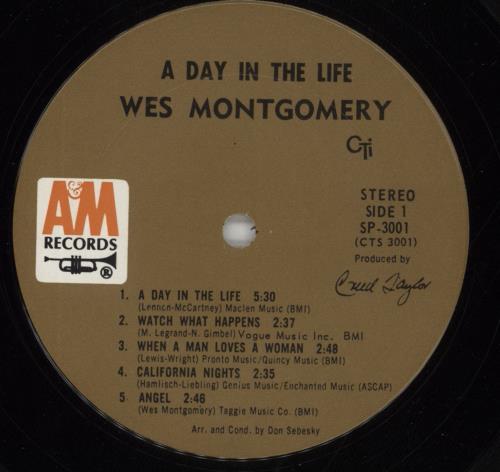 A DAY IN THE LIFE
WES MONTGOMERY
CTi
A&M
RECORDS
®
STEREO
SIDE 1
SP-3001
(CTS 3001)
Produced by
Creed Taylor
1. A DAY IN THE LIFE 5:30
(Lennon-McCartney) Maclen Music (BMI)
2. WATCH WHAT HAPPENS 2:37
(M. Legrand-N. Gimbel) Vogue Music Inc. BMI
3. WHEN A MAN LOVES A WOMAN 2:48
(Lewis-Wright) Pronto Music/Quincy Music (BMI)
4. CALIFORNIA NIGHTS 2:35
(Hamlisch-Liebling) Genius Music/Enchanted Music (ASCAP)
5 ANGEL 2:46
(Wes Montgomery) Taggie Music Co. (BMI)
Arr. and Cond. by Don Sebesky